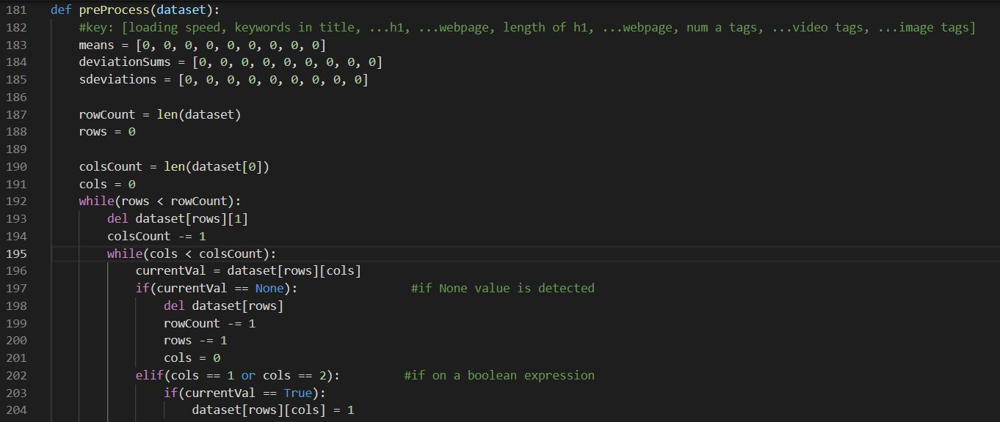 181 def preProcess(dataset):
182 #key: [loading speed, keywords in title, ...h1, ...webpage, length of h1, ...webpage, num a tags, ...video tags, ...image tags]
183 means = [0, 0, 0, 0, 0, 0, 0, 0, 0]
184 deviationSums = [0, 0, 0, 0, 0, 0, 0, 0, 0]
185 sdeviations = [0, 0, 0, 0, 0, 0, 0, 0, 0]
186
187 rowCount = len(dataset)
188 rows = 0
189
190 colsCount = len(dataset[0])
191 cols = 0
192 while(rows < rowCount):
193 del dataset[rows][1]
194 colsCount -= 1
195 while(cols < colsCount):
196 currentVal = dataset[rows][cols]
197 if(currentVal == None): #if None value is detected
198 del dataset[rows]
199 rowCount -= 1
200 rows -= 1
201 cols = 0
202 elif(cols == 1 or cols == 2): #if on a boolean expression
203 if(currentVal == True):
204 dataset[rows][cols] = 1